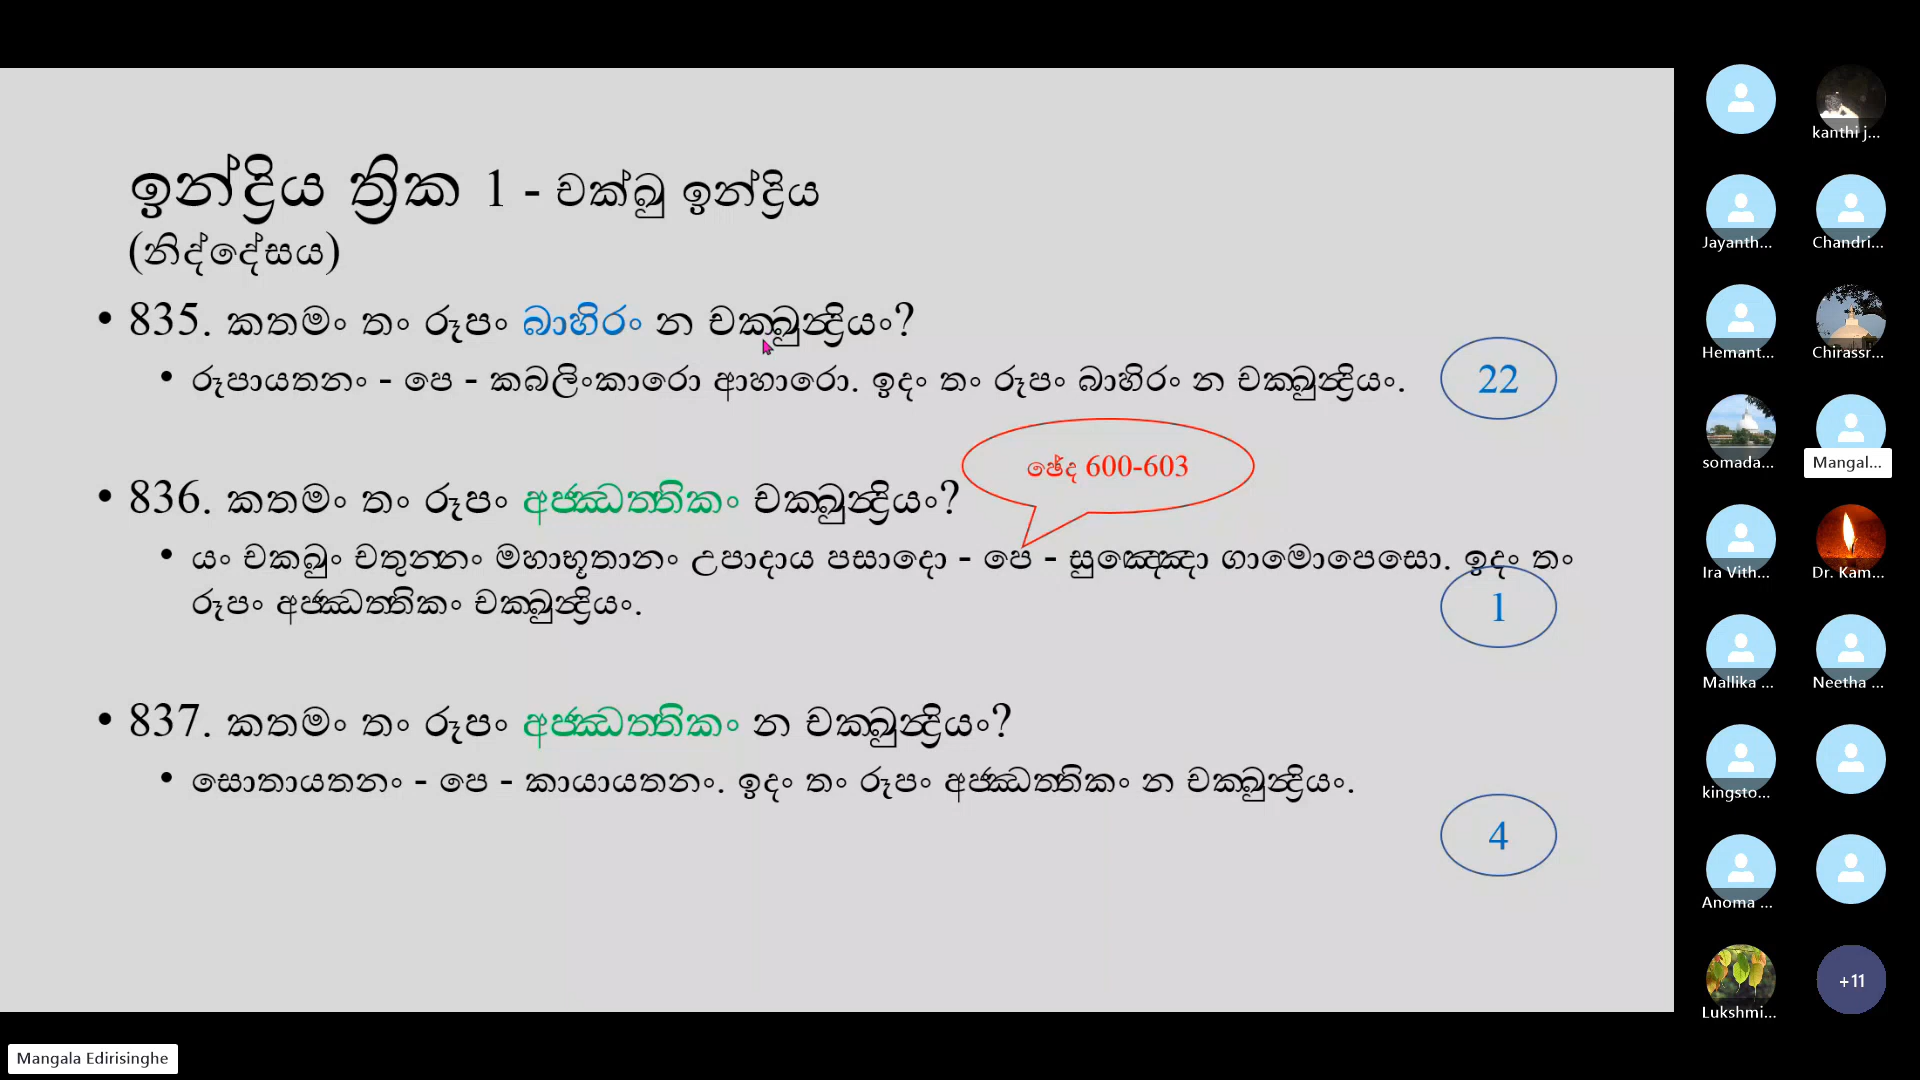 ඉන්ද්‍රිය ත්‍රික 1 - චක්ඛු ඉන්ද්‍රිය
(නිද්දේසය)
• 835. කතමං තං රූපං බාහිරං න චක්ඛුන්ද්‍රියං?
• රූපායතනං - පෙ - කබලිංකාරො ආහාරො. ඉදං තං රූපං බාහිරං න චක්ඛුන්ද්‍රියං.
22
ඡේද 600-603
• 836. කතමං තං රූපං අජ්ඣත්තිකං චක්ඛුන්ද්‍රියං?
• යං චක්ඛුං චතුන්නං මහාභූතානං උපාදාය පසාදො - පෙ - සුඤ්ඤො ගාමොපෙසො. ඉදං තං
රූපං අජ්ඣත්තිකං චක්ඛුන්ද්‍රියං.
1
• 837. කතමං තං රූපං අජ්ඣත්තිකං න චක්ඛුන්ද්‍රියං?
• සොතායතනං - පෙ - කායායතනං. ඉදං තං රූපං අජ්ඣත්තිකං න චක්ඛුන්ද්‍රියං.
4
kanthi j...
Jayanth...
Chandri...
Hemant...
Chirassr...
somada...
Mangal...
Ira Vith...
Dr. Kam...
Mallika ...
Neetha ...
kingsto...
Anoma ...
Lukshmi...
+11
Mangala Edirisinghe